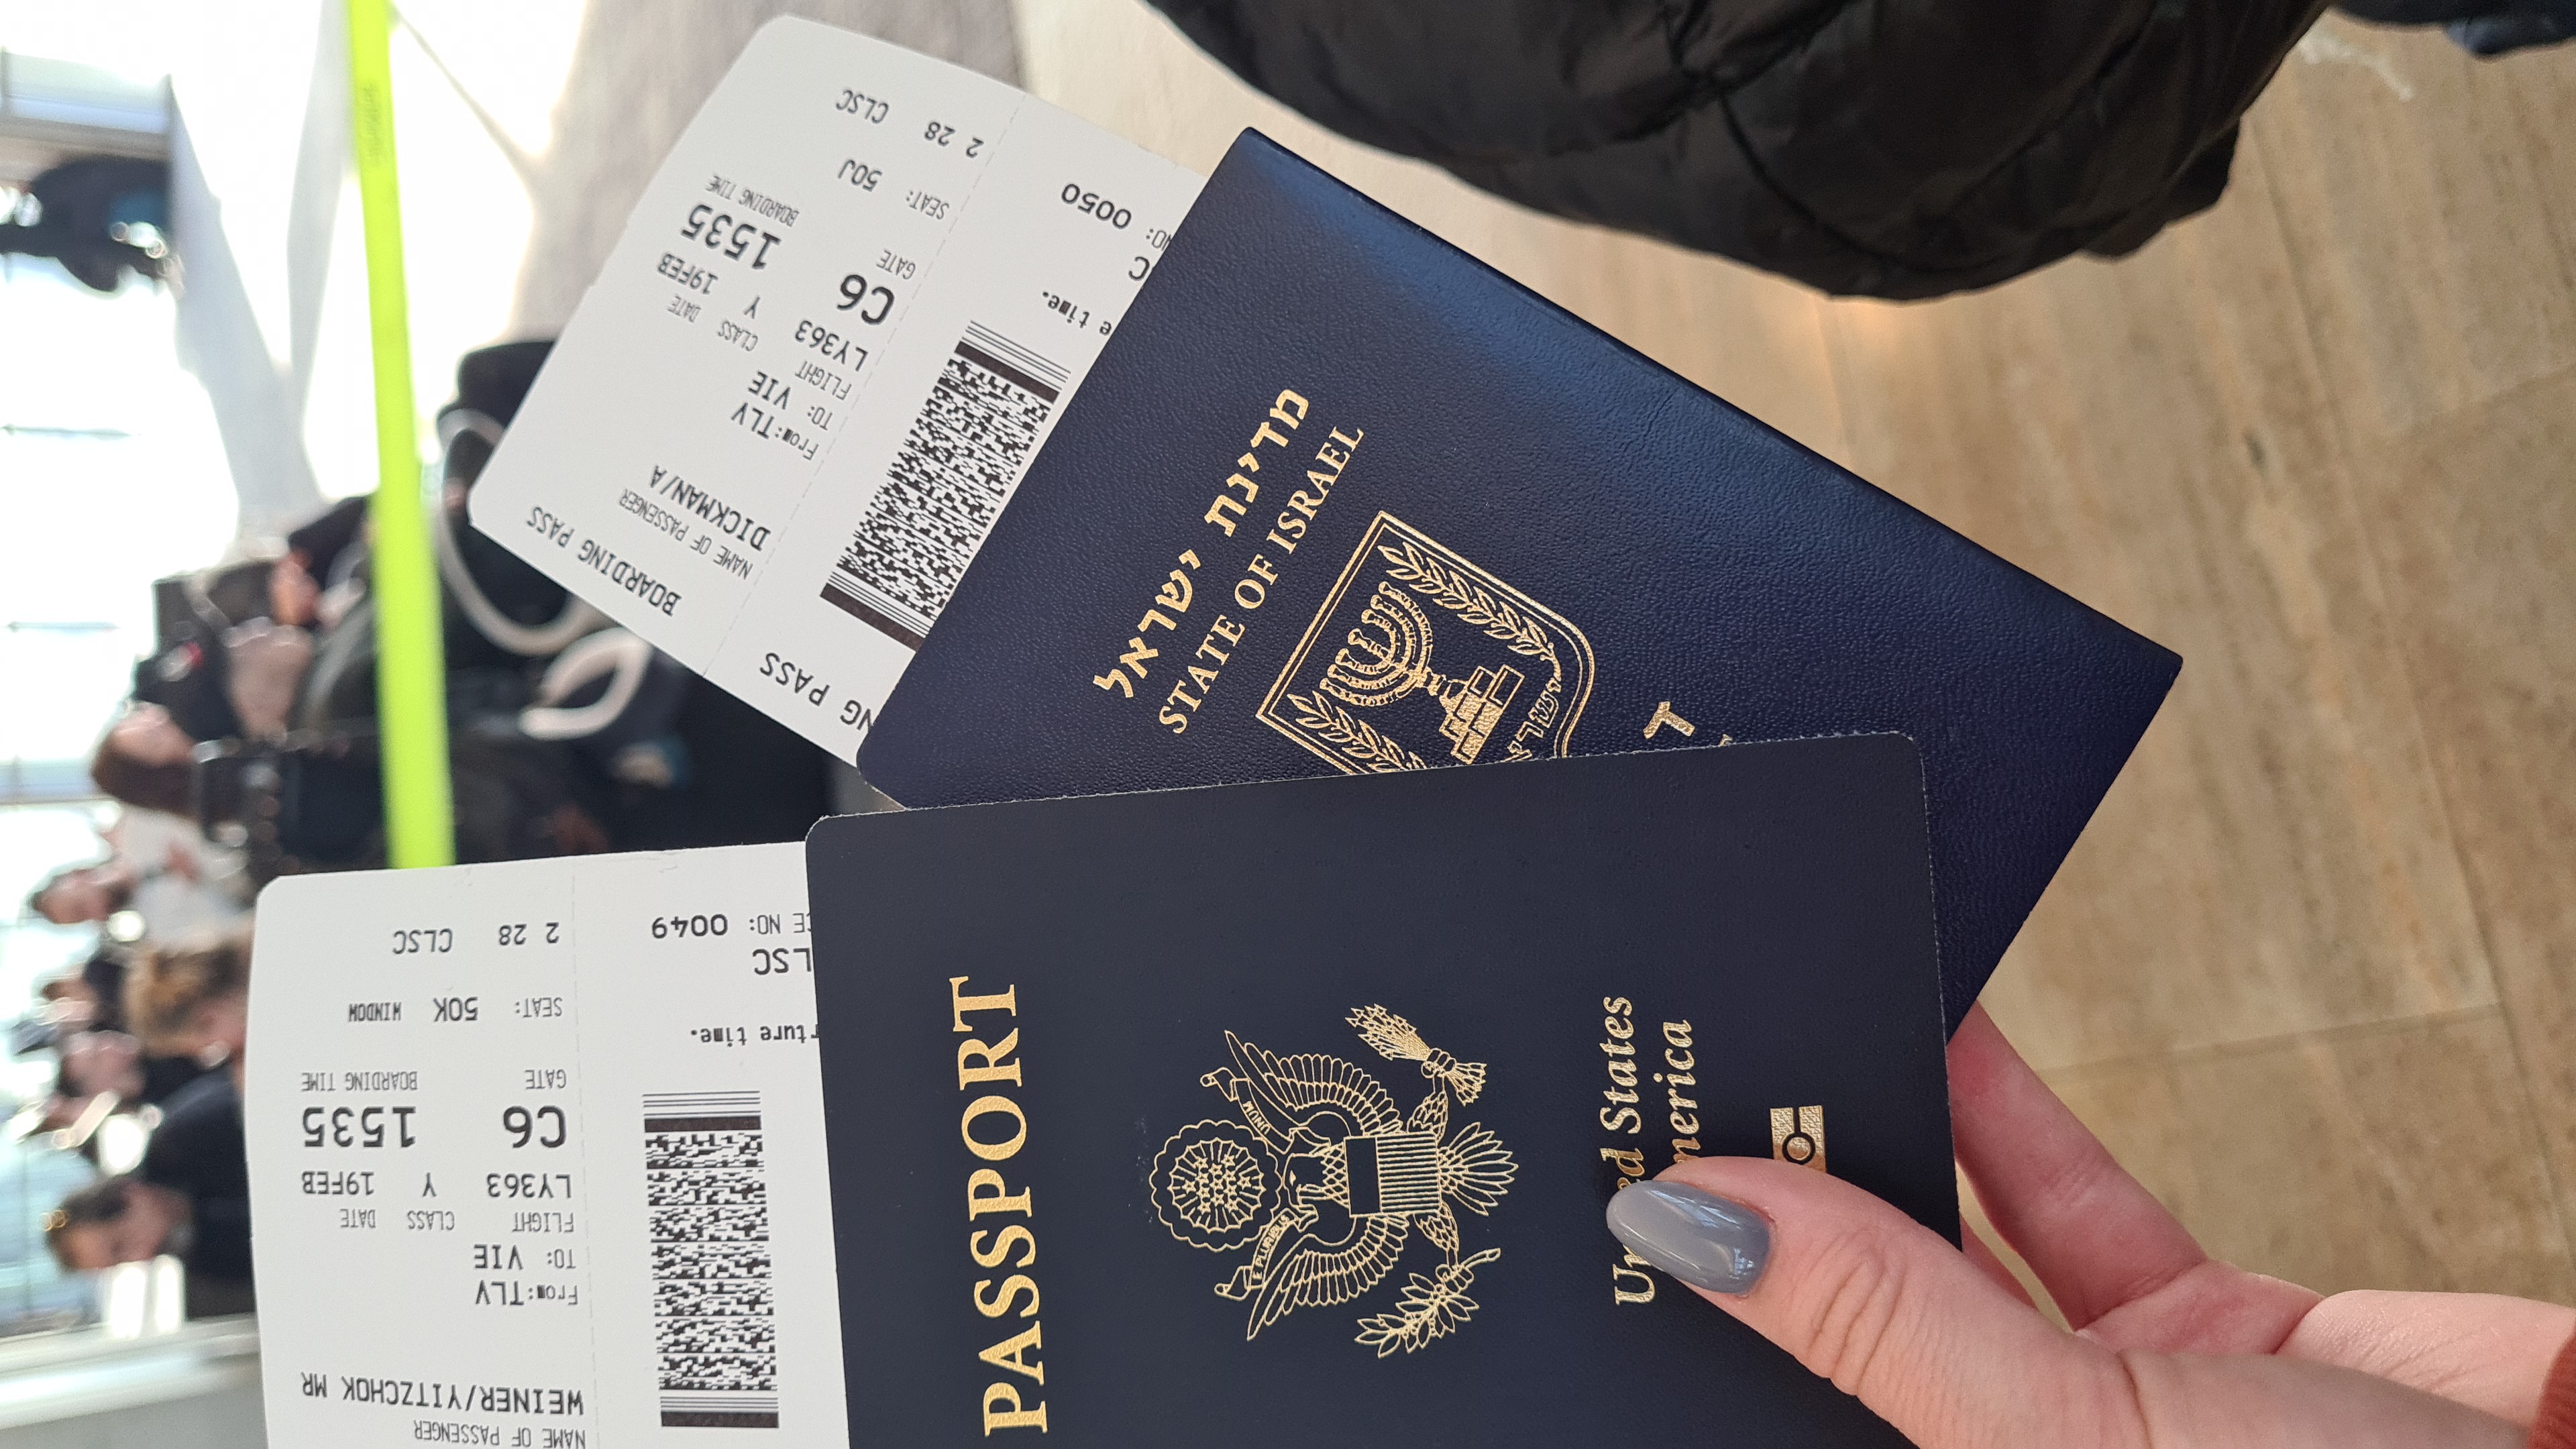 NAME OF PASSENGER
WEINER/YITZCHOK MR
From:TLV
TO: VIE
FLIGHT CLASS DATE
LY363 Y 19FEB
C6 1535
GATE BOARDING TIME
SEAT: 50K WINDOW
2 28 CLSC
rture time.
LSC
CE NO: 0049
BOARDING PASS
NAME OF PASSENGER
DICKMAN/A
From:TLV
TO: VIE
FLIGHT CLASS DATE
LY363 Y 19FEB
C6 1535
GATE BOARDING TIME
SEAT: 50J
2 28 CLSC
NG PASS
e time.
C
NO: 0050
PASSPORT
E PLURIBUS UNUM
United States
America
מדינת ישראל
STATE OF ISRAEL
ישרא
ד